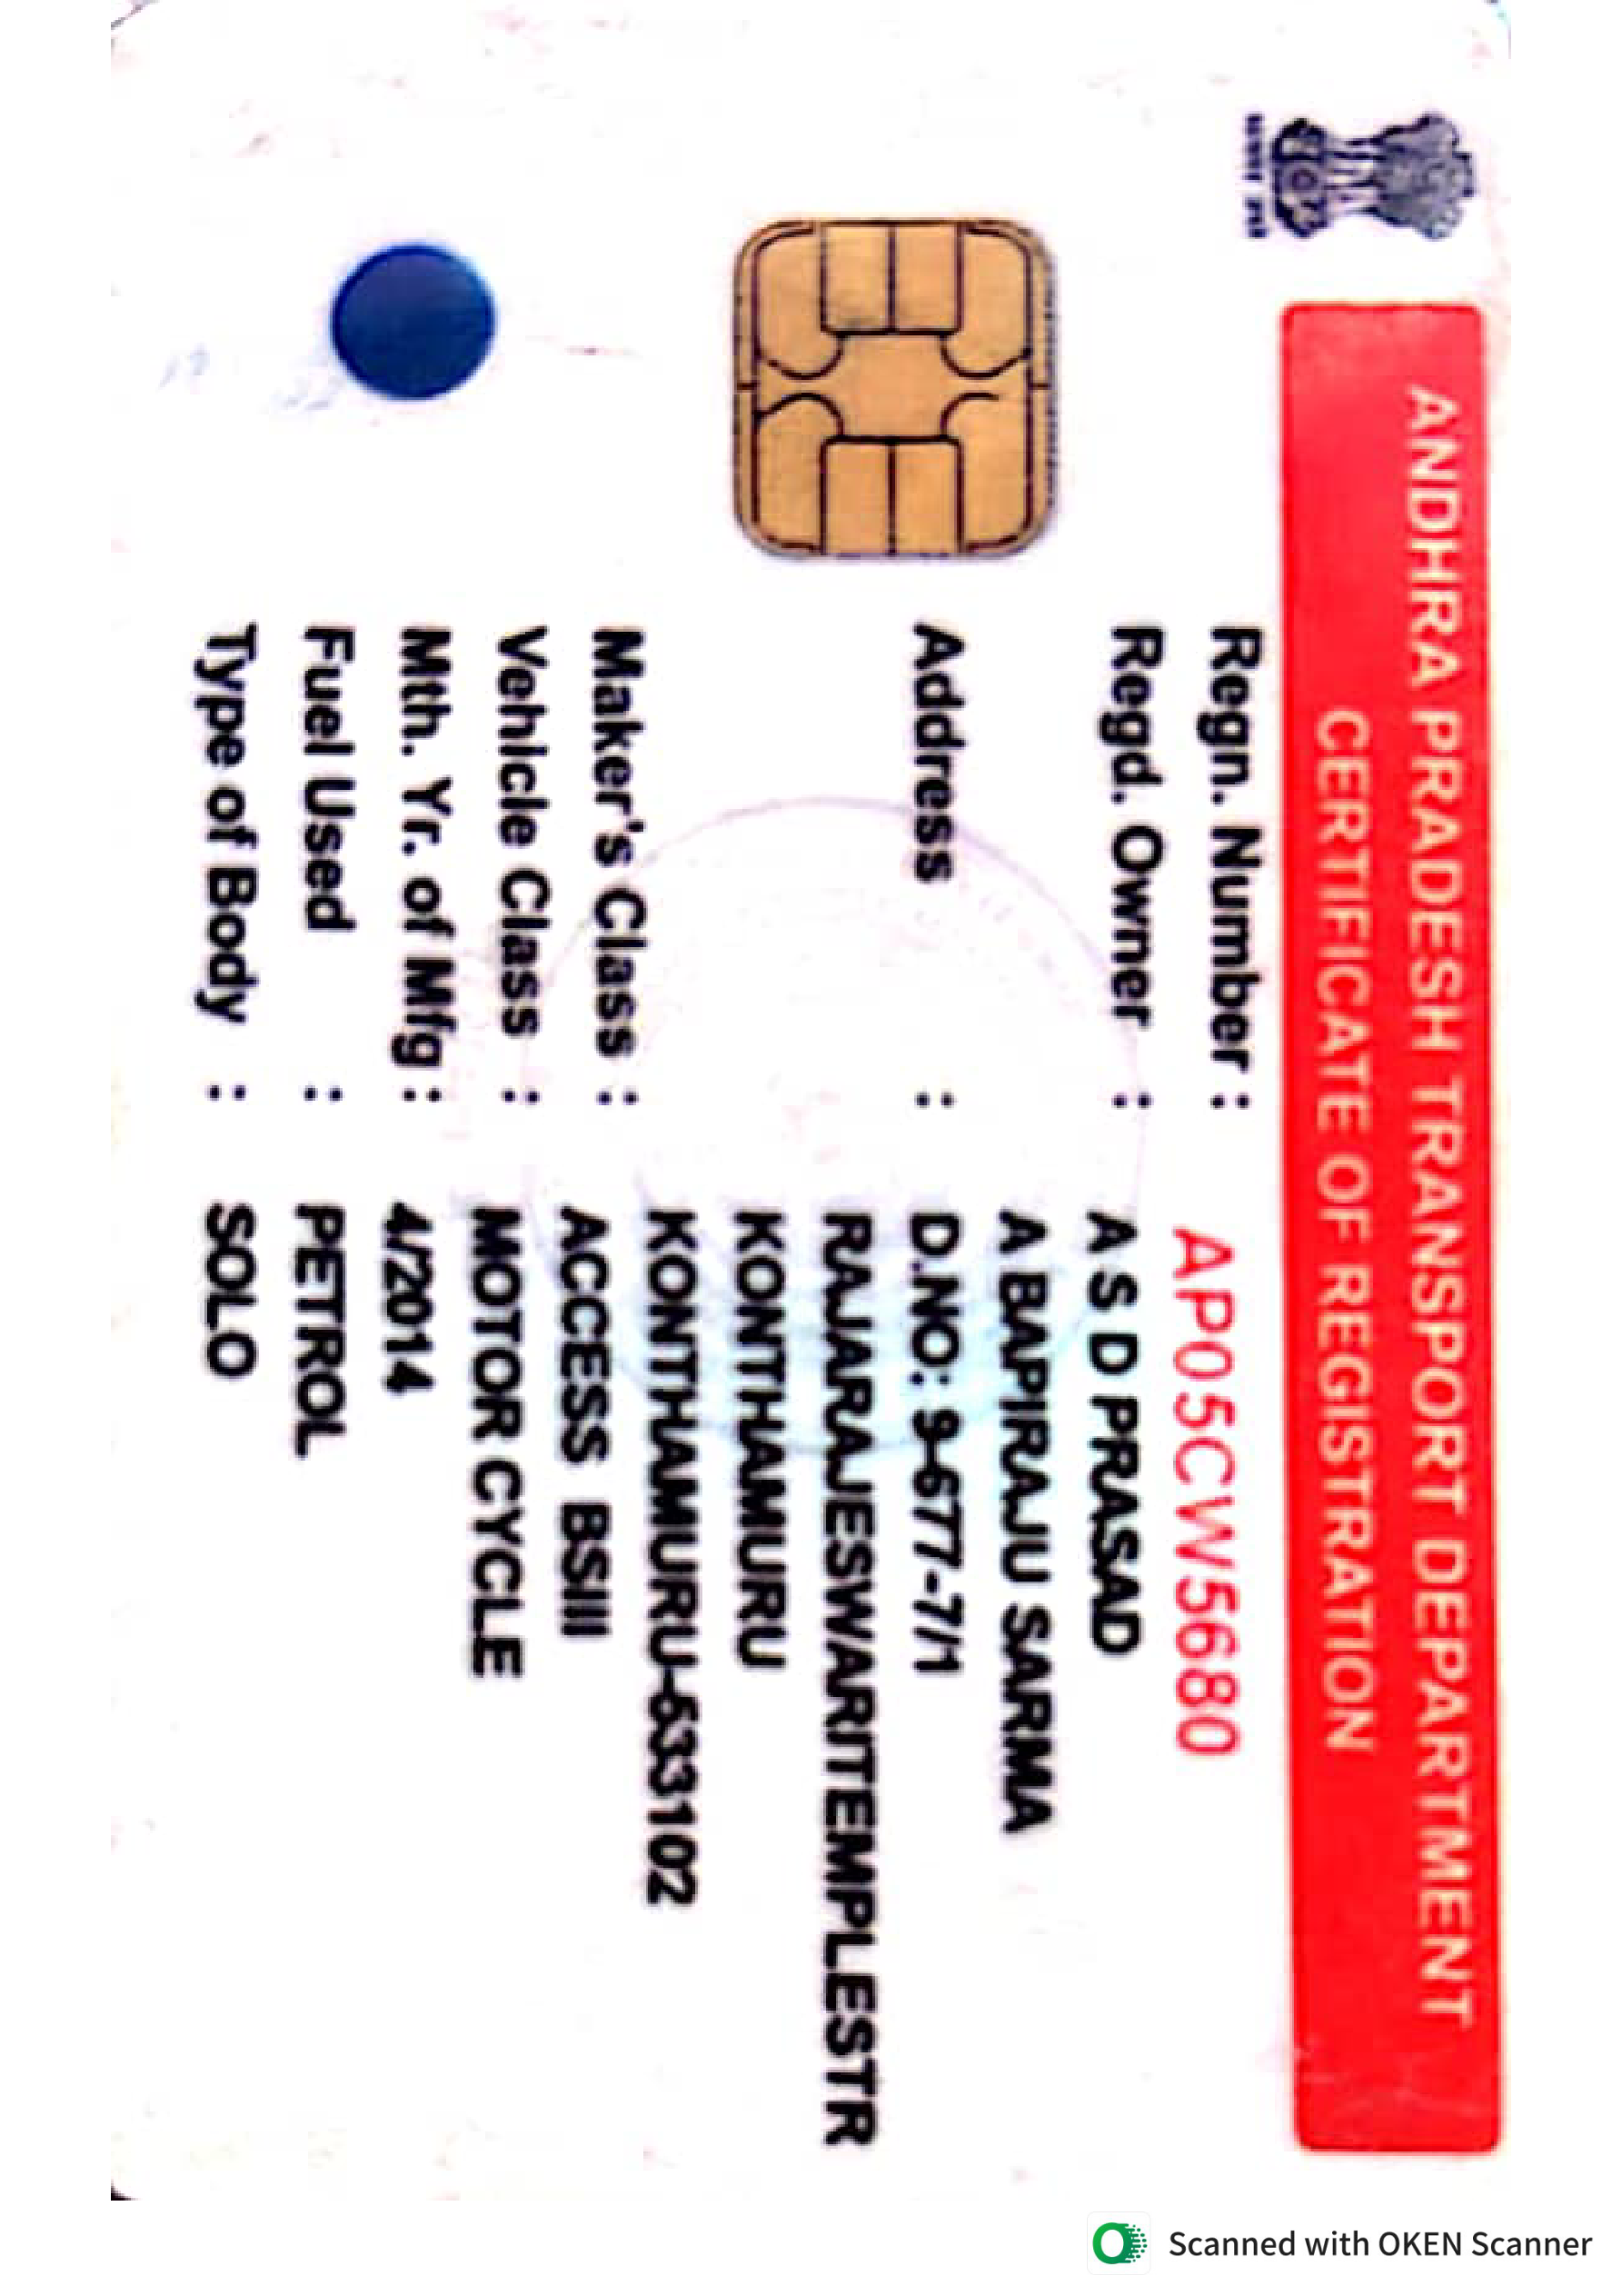 ANDHRA PRADESH TRANSPORT DEPARTMENT
CERTIFICATE OF REGISTRATION
Regn. Number : AP05CW5680
Regd. Owner : A S D PRASAD
A BAPIRAJU SARMA
Address : D.NO: 9-677-7/1
RAJARAJESWARITEMPLESTR
KONTHAMURU
KONTHAMURU-533102
Maker's Class : ACCESS BSIII
Vehicle Class : MOTOR CYCLE
Mth. Yr. of Mfg : 4/2014
Fuel Used : PETROL
Type of Body : SOLO
Scanned with OKEN Scanner